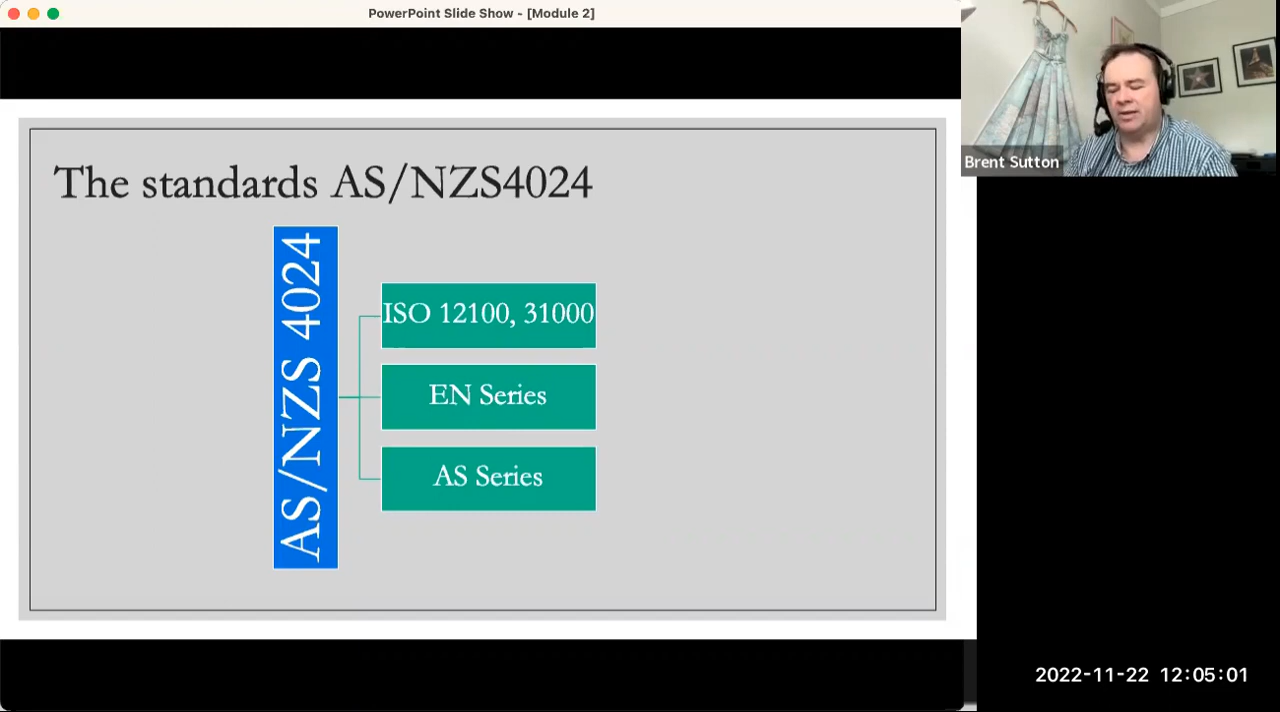 PowerPoint Slide Show - [Module 2]
Brent Sutton
The standards AS/NZS4024
AS/NZS 4024
ISO 12100, 31000
EN Series
AS Series
2022-11-22 12:05:01